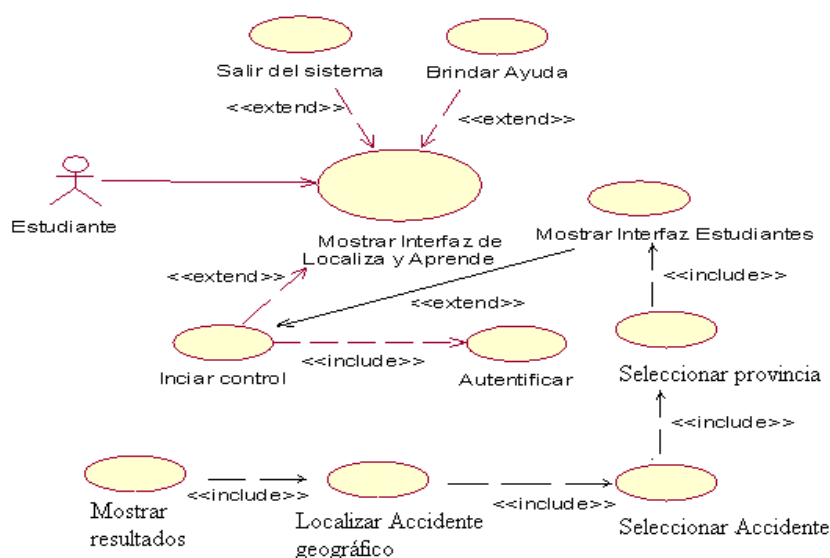 Salir del sistema
Brindar Ayuda
<<extend>>
<<extend>>
Estudiante
Mostrar Interfaz de
Localiza y Aprende
Mostrar Interfaz Estudiantes
<<extend>>
<<include>>
<<extend>>
Inciar control
<<include>>
Autentificar
Seleccionar provincia
<<include>>
Mostrar
resultados
<<include>>
Localizar Accidente
geográfico
<<include>>
Seleccionar Accidente